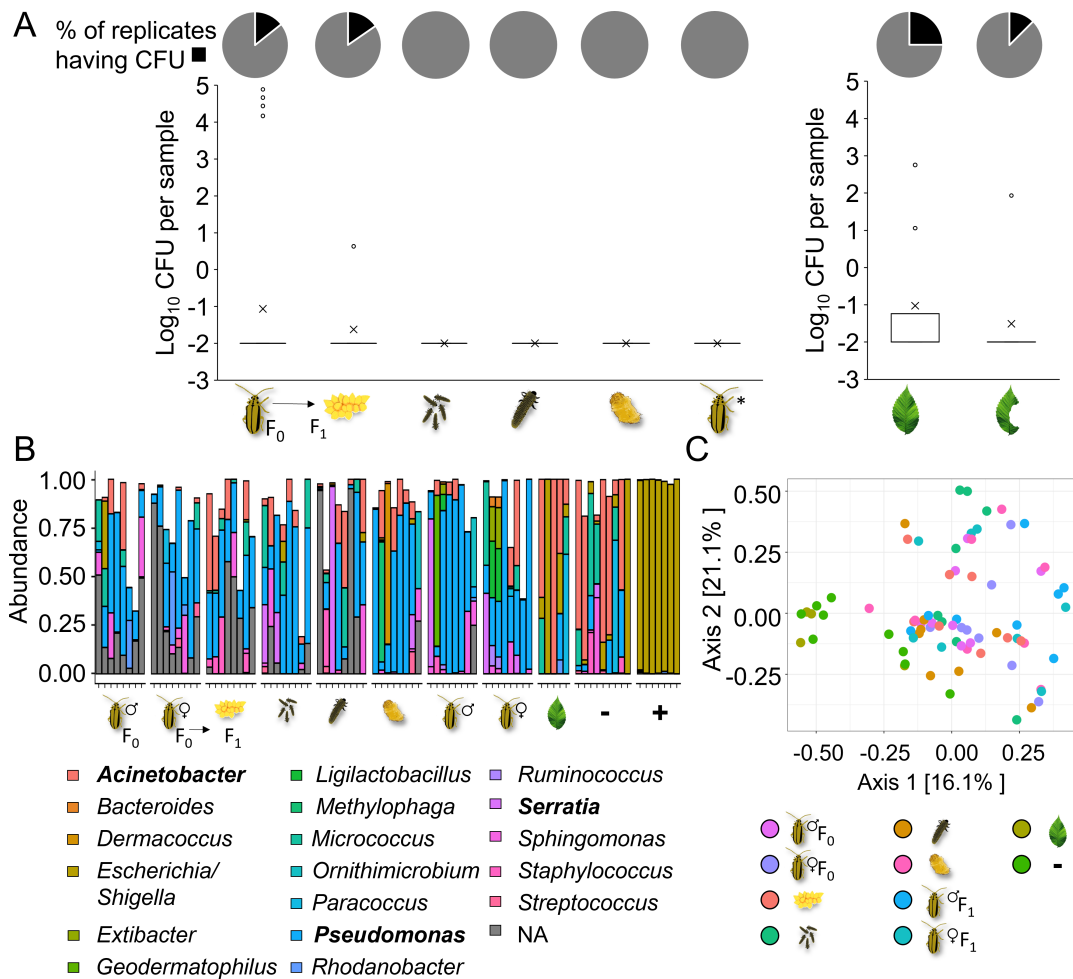 A
% of replicates
having CFU
Log10 CFU per sample
5
4
3
2
1
0
-1
-2
-3
F0
F1
*
Log10 CFU per sample
5
4
3
2
1
0
-1
-2
-3
B
Abundance
1.00
0.75
0.50
0.25
0.00
♂
F0
♀
F0
F1
♂
♀
-
+
Acinetobacter
Bacteroides
Dermacoccus
Escherichia/
Shigella
Extibacter
Geodermatophilus
Ligilactobacillus
Methylophaga
Micrococcus
Ornithimicrobium
Paracoccus
Pseudomonas
Rhodanobacter
Ruminococcus
Serratia
Sphingomonas
Staphylococcus
Streptococcus
NA
C
Axis 2 [21.1% ]
0.50
0.25
0.00
-0.25
-0.50 -0.25 0.00 0.25
Axis 1 [16.1% ]
♂F0
♀F0
♂F1
♀F1
-